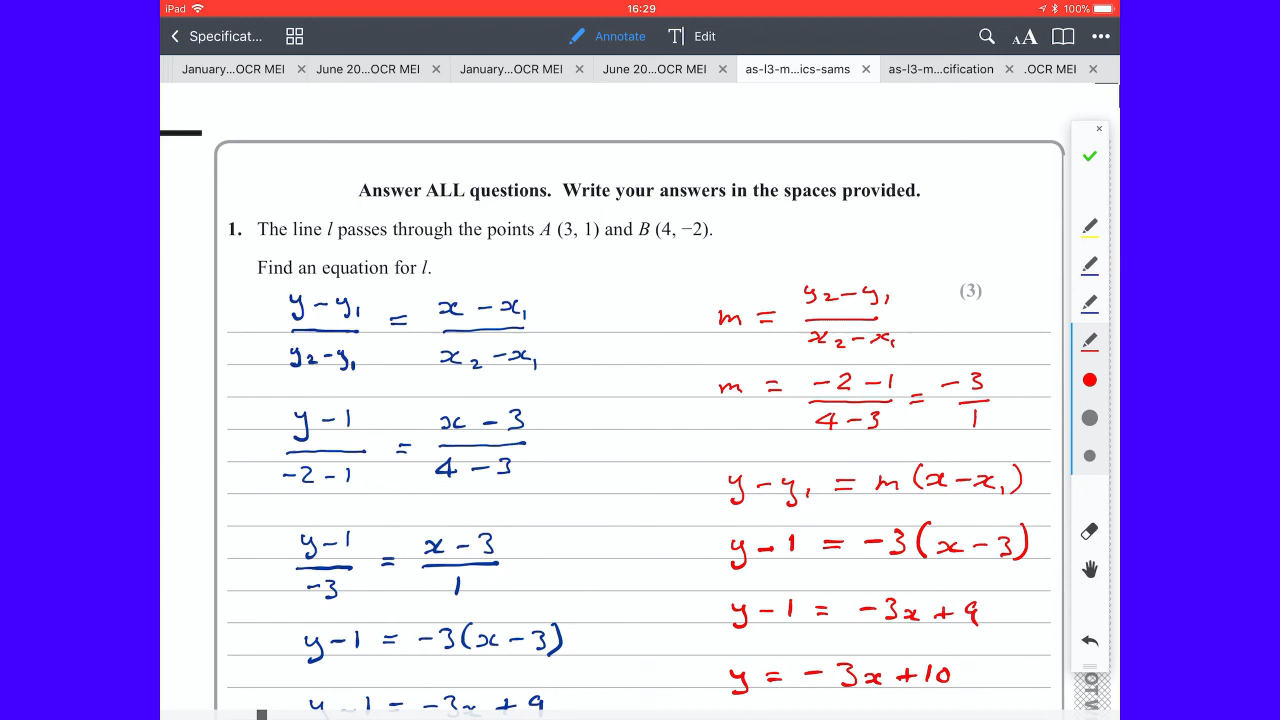 iPad 16:29 100%
Specificat... Annotate Edit AA
January...OCR MEI June 20...OCR MEI January...OCR MEI June 20...OCR MEI as-l3-m...ics-sams as-l3-m...cification .OCR MEI
Answer ALL questions. Write your answers in the spaces provided.
1. The line l passes through the points A (3, 1) and B (4, −2).
Find an equation for l.
(3)
y − y₁ / y₂ − y₁ = x − x₁ / x₂ − x₁
y − 1 / −2 − 1 = x − 3 / 4 − 3
y − 1 / −3 = x − 3 / 1
y − 1 = −3(x − 3)
y − 1 = −3x + 9
m = y₂ − y₁ / x₂ − x₁
m = −2 − 1 / 4 − 3 = −3 / 1
y − y₁ = m(x − x₁)
y − 1 = −3(x − 3)
y − 1 = −3x + 9
y = −3x + 10